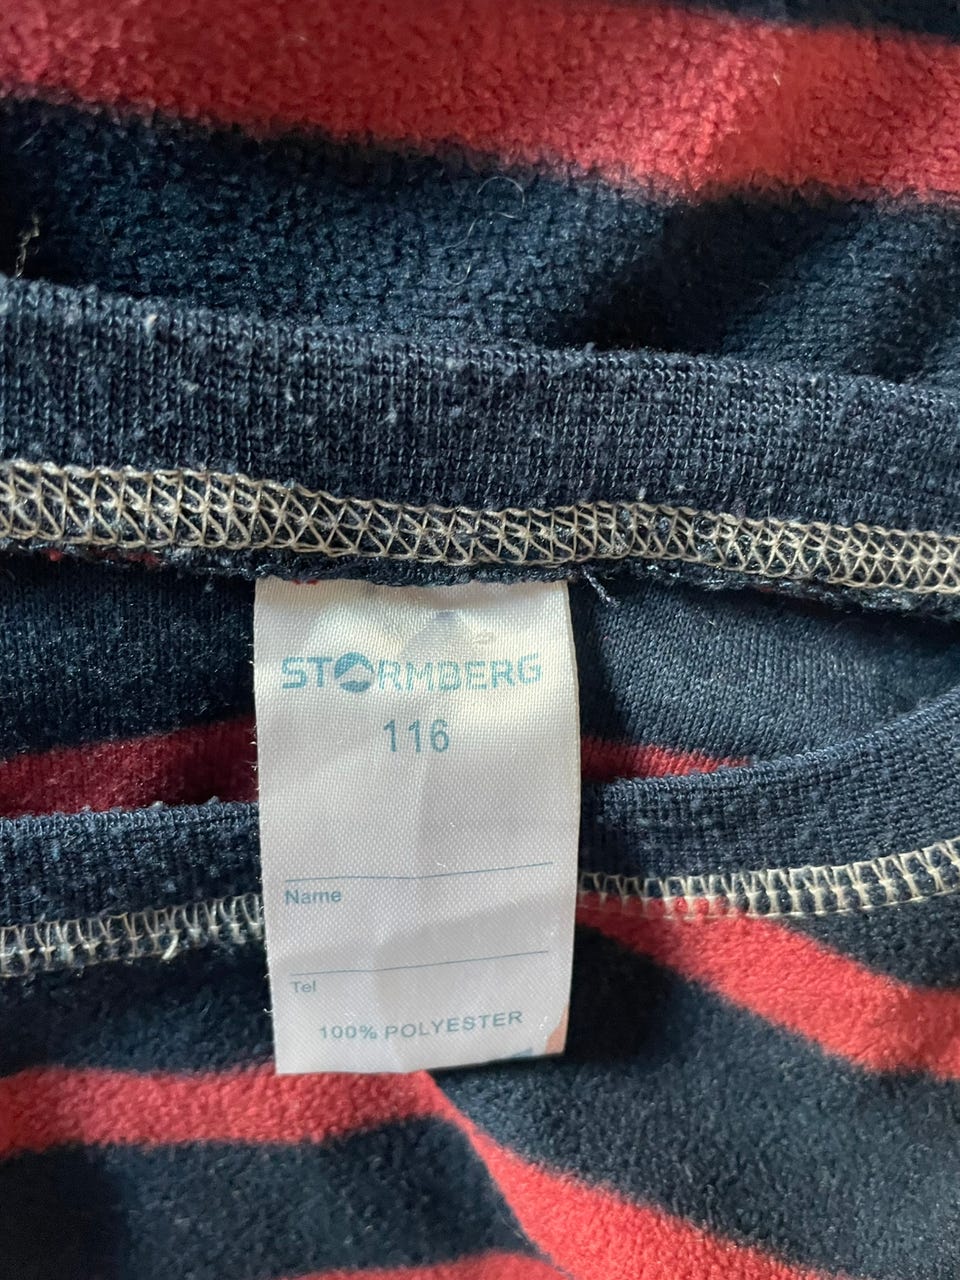 STORMBERG
116
Name
Tel
100% POLYESTER